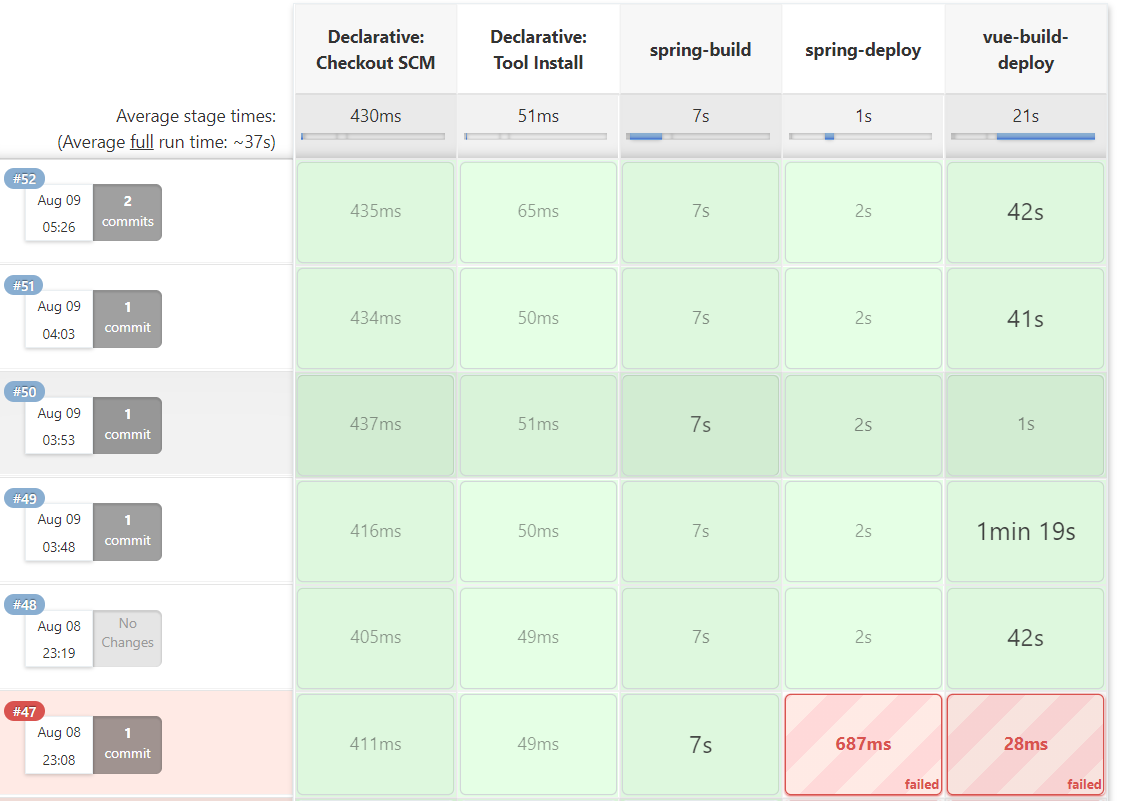 Declarative: Checkout SCM
Declarative: Tool Install
spring-build
spring-deploy
vue-build-deploy
Average stage times:
(Average full run time: ~37s)
430ms
51ms
7s
1s
21s
#52
Aug 09
05:26
2
commits
435ms
65ms
7s
2s
42s
#51
Aug 09
04:03
1
commit
434ms
50ms
7s
2s
41s
#50
Aug 09
03:53
1
commit
437ms
51ms
7s
2s
1s
#49
Aug 09
03:48
1
commit
416ms
50ms
7s
2s
1min 19s
#48
Aug 08
23:19
No
Changes
405ms
49ms
7s
2s
42s
#47
Aug 08
23:08
1
commit
411ms
49ms
7s
687ms
failed
28ms
failed